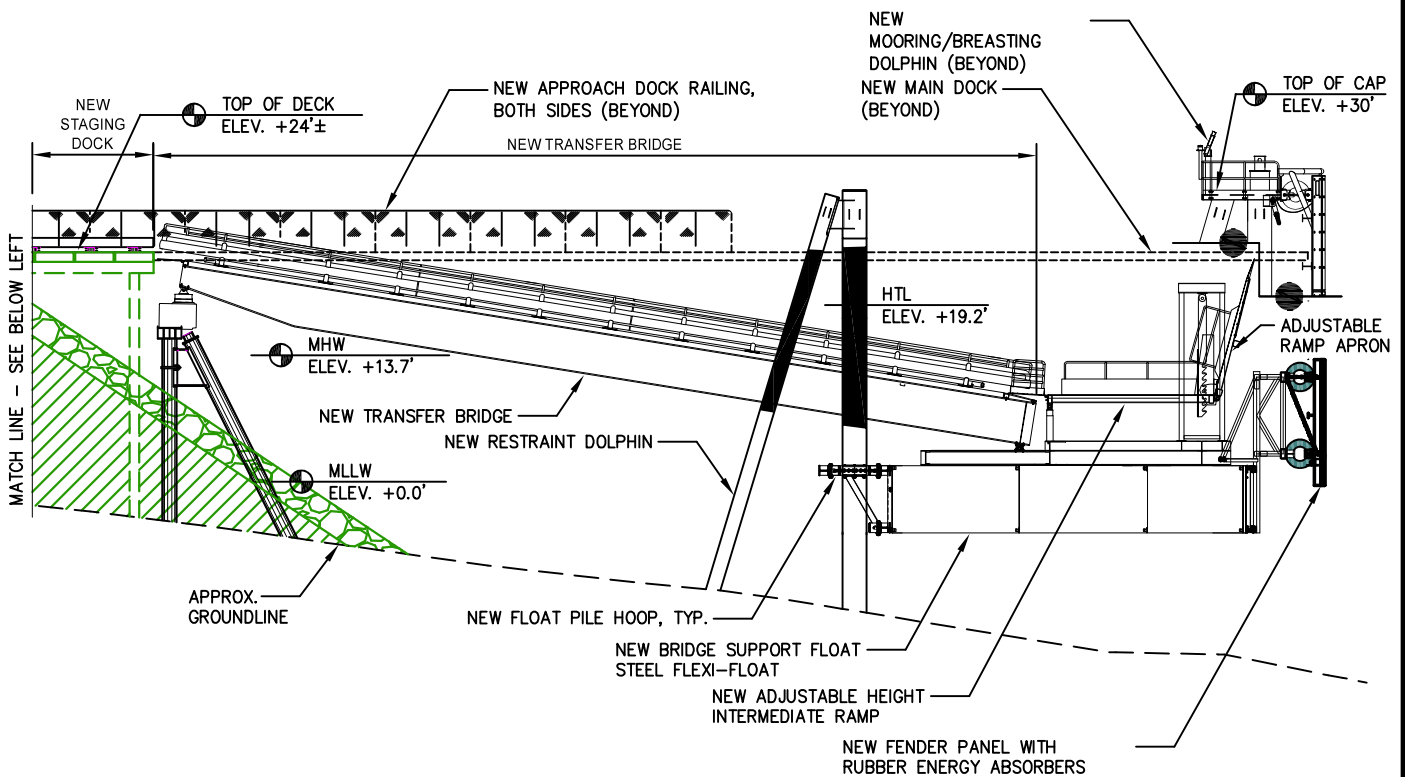 NEW
MOORING/BREASTING
DOLPHIN (BEYOND)
NEW MAIN DOCK
(BEYOND)
TOP OF CAP
ELEV. +30'
NEW APPROACH DOCK RAILING,
BOTH SIDES (BEYOND)
NEW
STAGING
DOCK
TOP OF DECK
ELEV. +24'±
NEW TRANSFER BRIDGE
MATCH LINE - SEE BELOW LEFT
HTL
ELEV. +19.2'
ADJUSTABLE
RAMP APRON
MHW
ELEV. +13.7'
NEW TRANSFER BRIDGE
NEW RESTRAINT DOLPHIN
MLLW
ELEV. +0.0'
APPROX.
GROUNDLINE
NEW FLOAT PILE HOOP, TYP.
NEW BRIDGE SUPPORT FLOAT
STEEL FLEXI-FLOAT
NEW ADJUSTABLE HEIGHT
INTERMEDIATE RAMP
NEW FENDER PANEL WITH
RUBBER ENERGY ABSORBERS